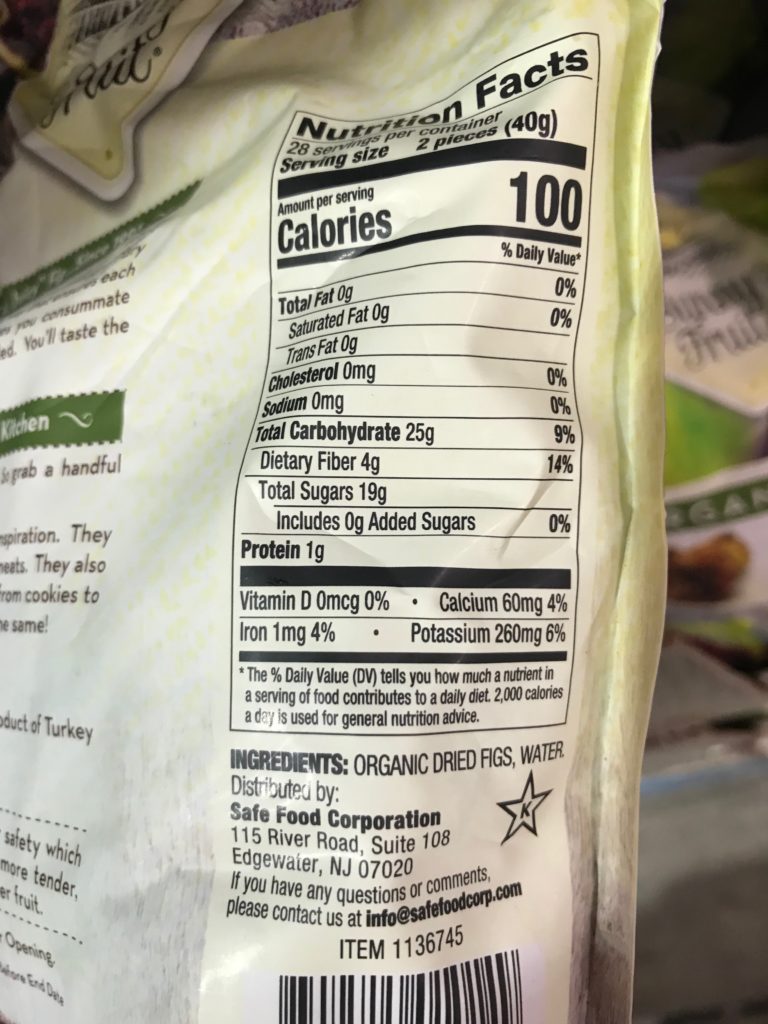 Fruit
each
you consummate
You'll taste the
Kitchen
So grab a handful
They
They also
from cookies to
same!
of Turkey
safety which
more tender,
fruit.
Opening
Before End Date
Nutrition Facts
28 servings per container
Serving size 2 pieces (40g)
Amount per serving
Calories 100
% Daily Value*
Total Fat 0g 0%
Saturated Fat 0g 0%
Trans Fat 0g
Cholesterol 0mg 0%
Sodium 0mg 0%
Total Carbohydrate 25g 9%
Dietary Fiber 4g 14%
Total Sugars 19g
Includes 0g Added Sugars 0%
Protein 1g
Vitamin D 0mcg 0% • Calcium 60mg 4%
Iron 1mg 4% • Potassium 260mg 6%
* The % Daily Value (DV) tells you how much a nutrient in
a serving of food contributes to a daily diet. 2,000 calories
a day is used for general nutrition advice.
INGREDIENTS: ORGANIC DRIED FIGS, WATER.
Distributed by:
Safe Food Corporation
115 River Road, Suite 108
Edgewater, NJ 07020
If you have any questions or comments,
please contact us at info@safefoodcorp.com
K
ITEM 1136745
Fruit